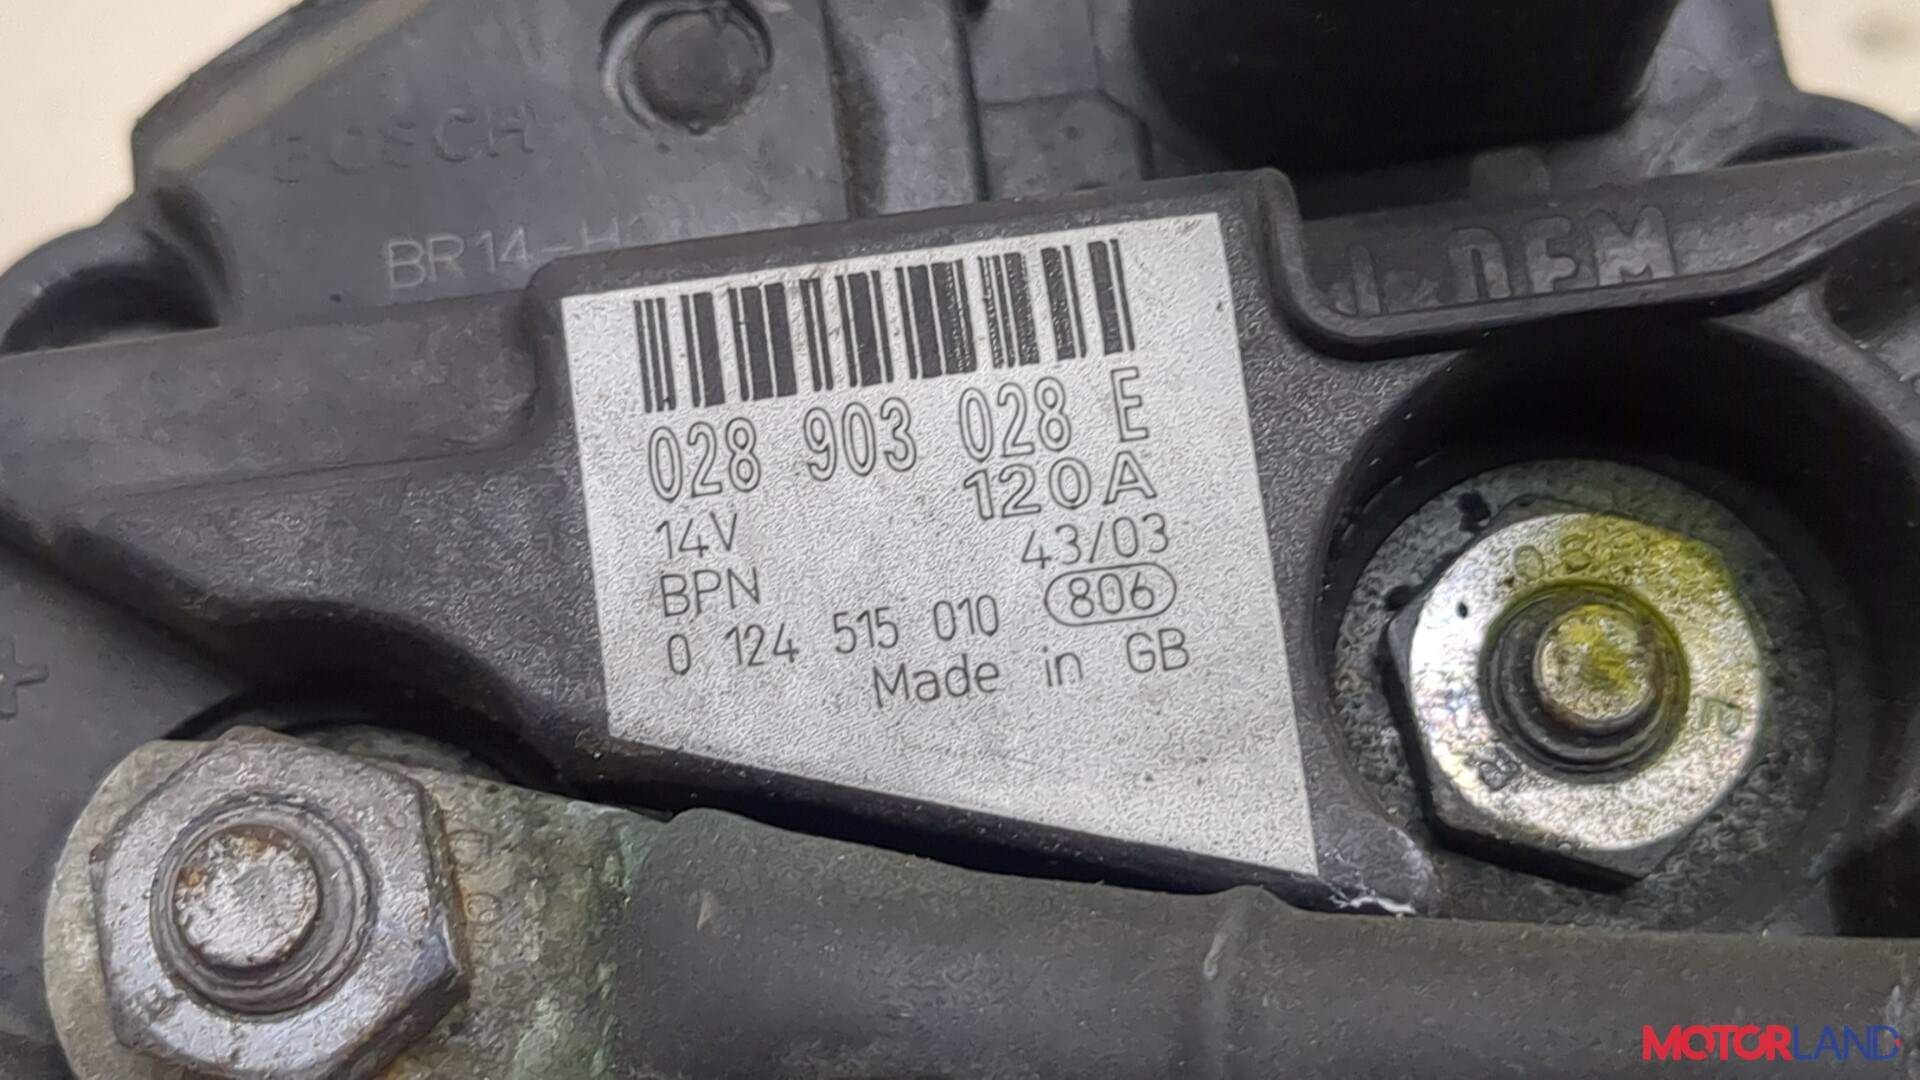 BOSCH
BR14-H
028 903 028 E
120A
14V 43/03
BPN 806
0 124 515 010
Made in GB
MOTORLAND